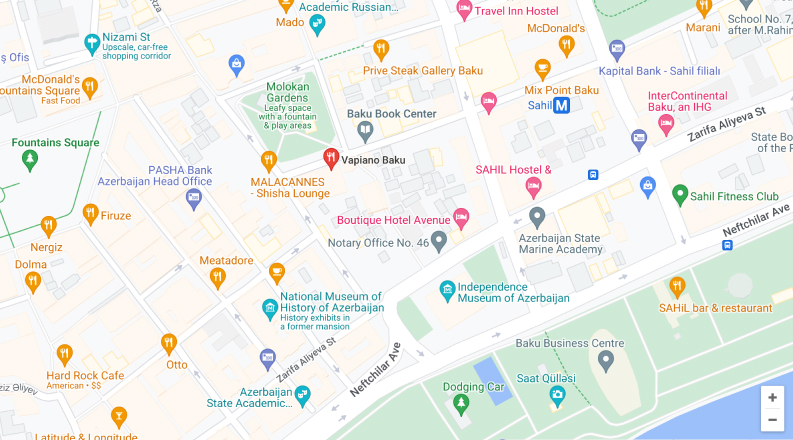 Academic Russian...
Mado
Travel Inn Hostel
McDonald's
Marani
School No. 7,
after M.Rahim
Nizami St
Upscale, car-free
shopping corridor
ş Ofis
Prive Steak Gallery Baku
Kapital Bank - Sahil filialı
McDonald's
ountains Square
Fast Food
Molokan
Gardens
Leafy space
with a fountain
& play areas
Mix Point Baku
Baku Book Center
Sahil
M
InterContinental
Baku, an IHG
Zarifa Aliyeva St
State Bo
of the F
Fountains Square
Vapiano Baku
PASHA Bank
Azerbaijan Head Office
MALACANNES
- Shisha Lounge
SAHIL Hostel &
Sahil Fitness Club
Firuze
Nergiz
Boutique Hotel Avenue
Notary Office No. 46
Azerbaijan State
Marine Academy
Neftchilar Ave
Dolma
Meatadore
National Museum of
History of Azerbaijan
History exhibits in
a former mansion
Independence
Museum of Azerbaijan
SAHiL bar & restaurant
Otto
Zarifa Aliyeva St
Neftchilar Ave
Baku Business Centre
Hard Rock Cafe
American • $$
ziz Əliyev
Azerbaijan
State Academic...
Dodging Car
Saat Qülləsi
Latitude & Longitude
+
−